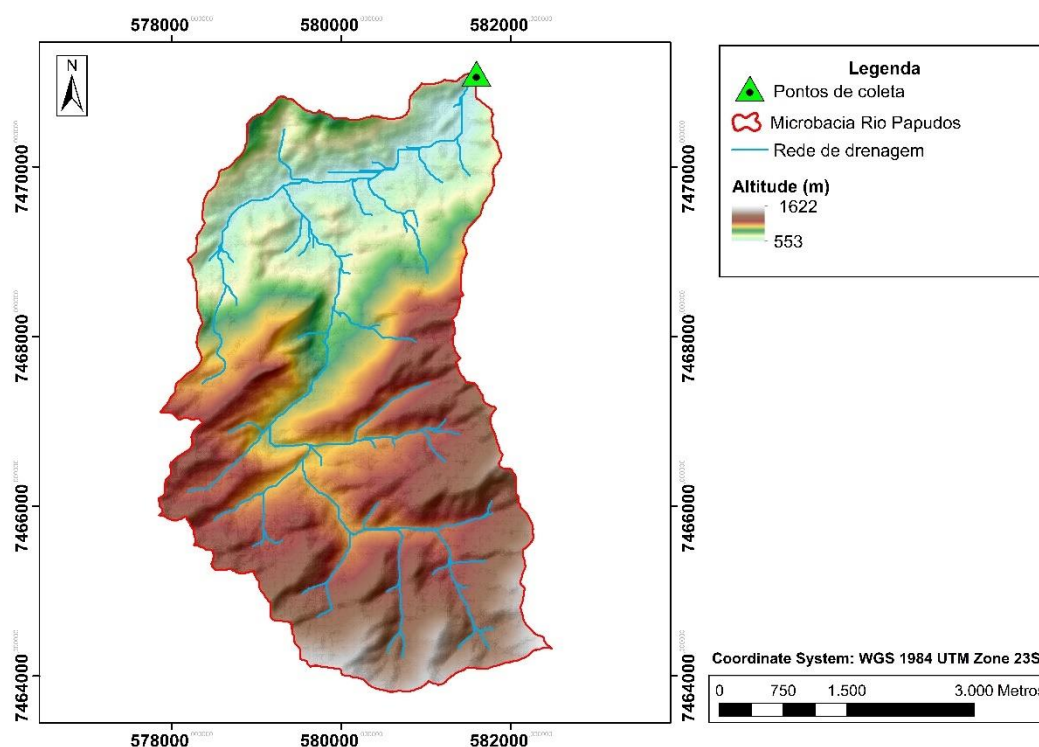 578000 580000 582000
N
7470000 7470000
7468000 7468000
7466000 7466000
7464000 7464000
578000 580000 582000
Legenda
Pontos de coleta
Microbacia Rio Papudos
Rede de drenagem
Altitude (m)
1622
553
Coordinate System: WGS 1984 UTM Zone 23S
0 750 1.500 3.000 Metros